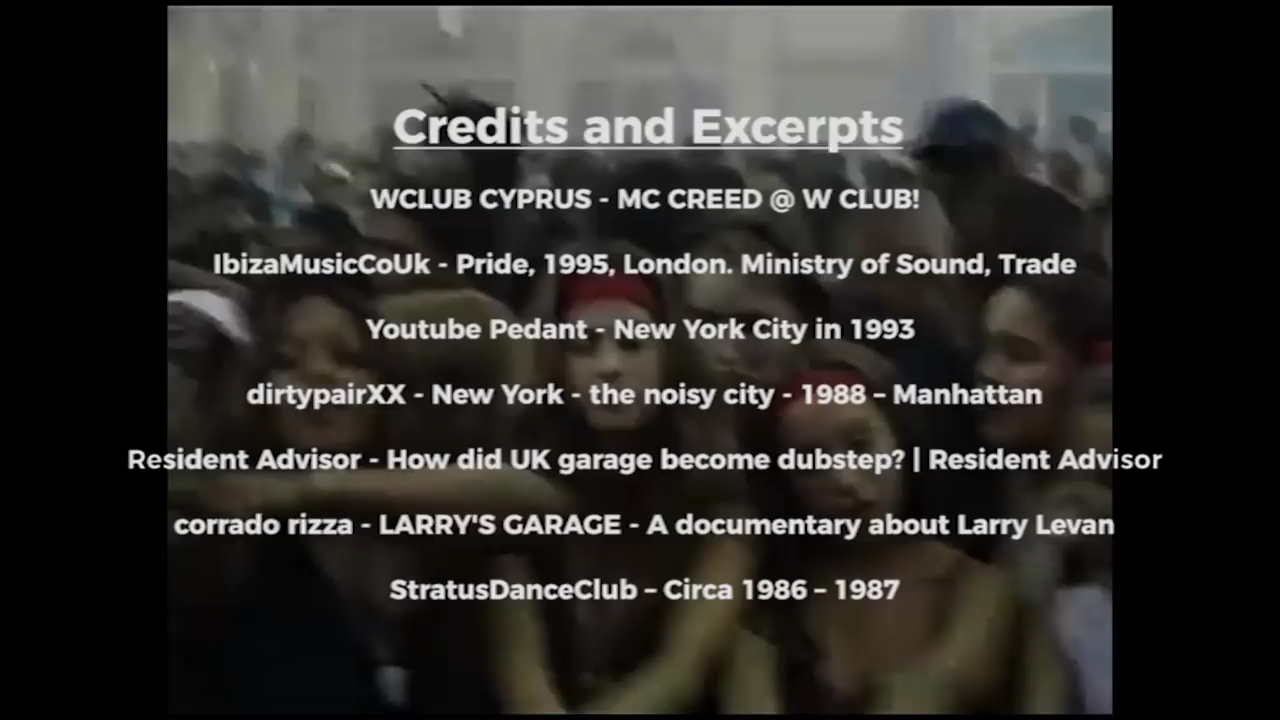 Credits and Excerpts
WCLUB CYPRUS - MC CREED @ W CLUB!
IbizaMusicCoUk - Pride, 1995, London. Ministry of Sound, Trade
Youtube Pedant - New York City in 1993
dirtypairXX - New York - the noisy city - 1988 – Manhattan
Resident Advisor - How did UK garage become dubstep? | Resident Advisor
corrado rizza - LARRY'S GARAGE - A documentary about Larry Levan
StratusDanceClub – Circa 1986 – 1987